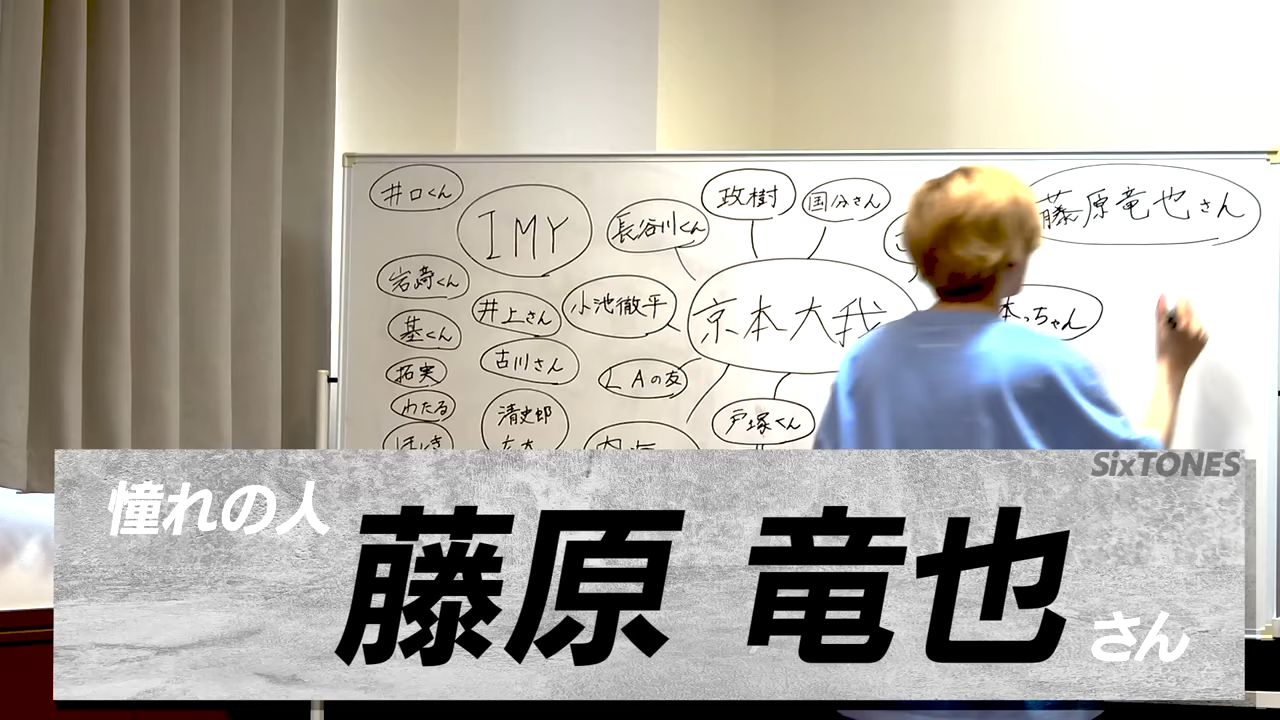 井口くん
IMY
長谷川くん
政樹
国分さん
藤原竜也さん
岩﨑くん
井上さん
小池徹平
京本大我
本っちゃん
基くん
古川さん
拓実
LAの友
わたる
清史郎
戸塚くん
SixTONES
憧れの人
藤原 竜也 さん